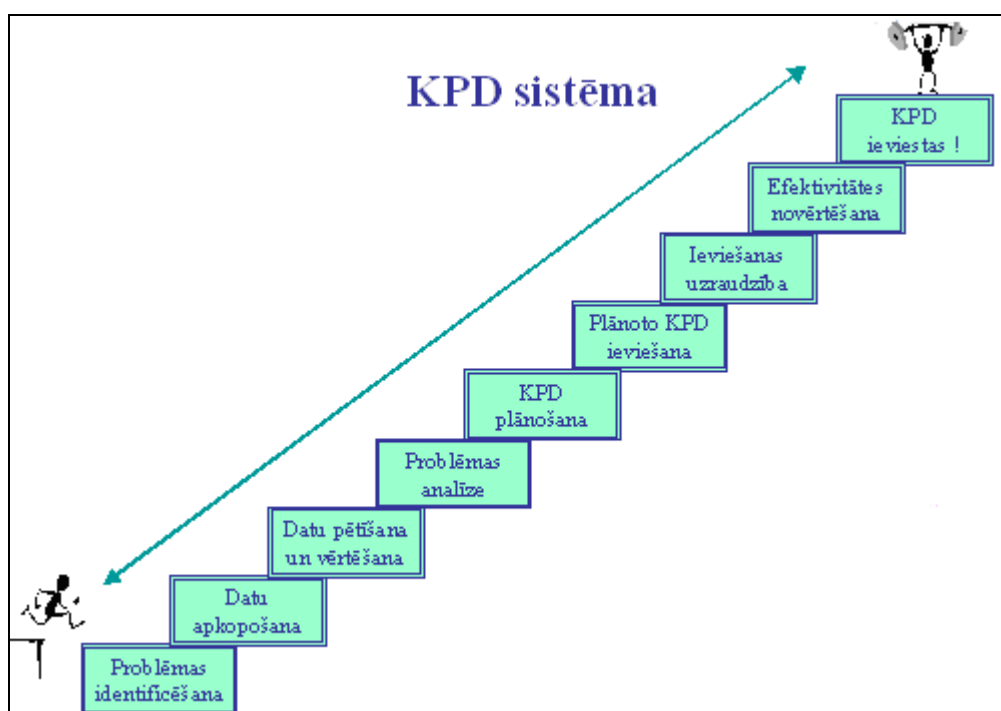 KPD sistēma
KPD
ieviestas !
Efektivitātes
novērtēšana
Ieviešanas
uzraudzība
Plānoto KPD
ieviešana
KPD
plānošana
Problēmas
analīze
Datu pētīšana
un vērtēšana
Datu
apkopošana
Problēmas
identificēšana